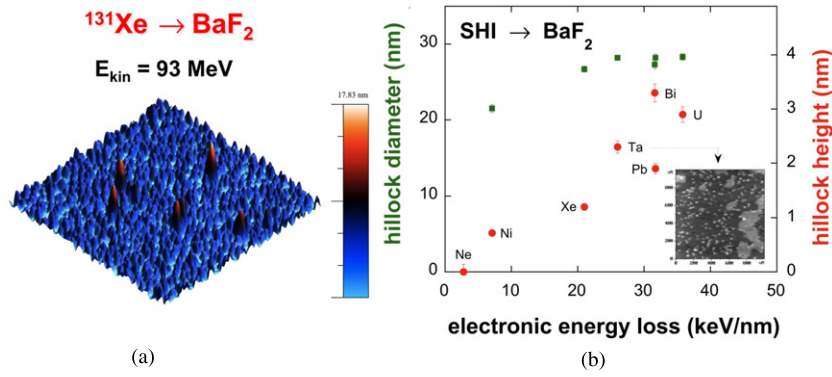 131Xe → BaF2
Ekin = 93 MeV
17.83 nm
(a)
SHI → BaF2
hillock diameter (nm)
30
20
10
0
hillock height (nm)
4
3
2
1
0
Bi
U
Ta
Pb
Xe
Ni
Ne
0 10 20 30 40 50
electronic energy loss (keV/nm)
(b)